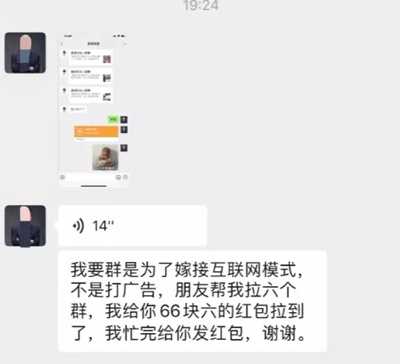 19:24
14"
我要群是为了嫁接互联网模式，
不是打广告，朋友帮我拉六个
群，我给你66块六的红包拉到
了，我忙完给你发红包，谢谢。